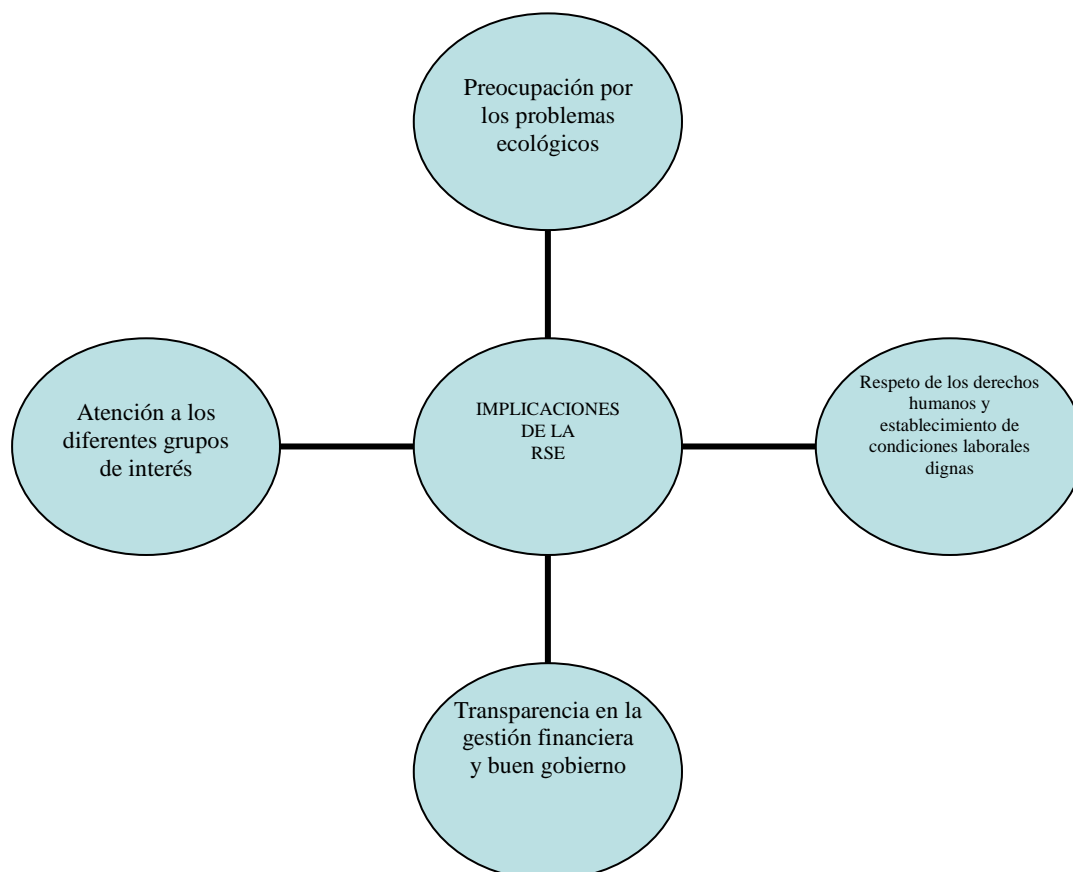 Preocupación por
los problemas
ecológicos
Atención a los
diferentes grupos
de interés
IMPLICACIONES
DE LA
RSE
Respeto de los derechos
humanos y
establecimiento de
condiciones laborales
dignas
Transparencia en la
gestión financiera
y buen gobierno